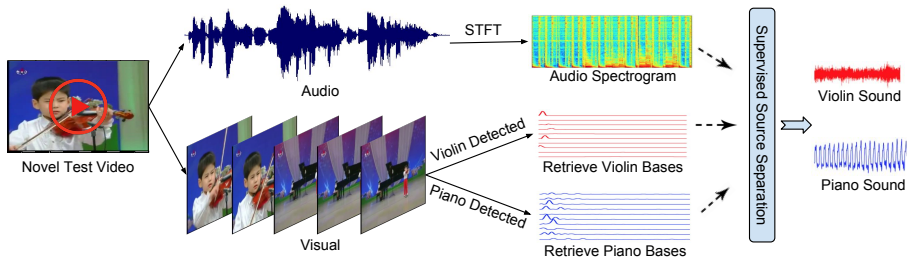 Novel Test Video
Audio
STFT
Audio Spectrogram
Visual
Violin Detected
Piano Detected
Retrieve Violin Bases
Retrieve Piano Bases
Supervised Source Separation
Violin Sound
Piano Sound